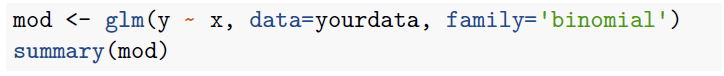 mod <- glm(y ~ x, data=yourdata, family='binomial')
summary(mod)